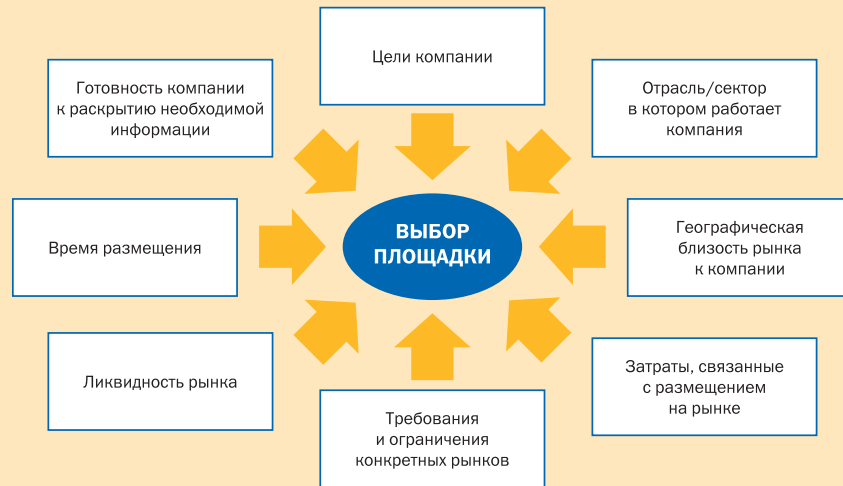 Цели компании
Готовность компании
к раскрытию необходимой
информации
Отрасль/сектор
в котором работает
компания
Время размещения
ВЫБОР
ПЛОЩАДКИ
Географическая
близость рынка
к компании
Ликвидность рынка
Затраты, связанные
с размещением
на рынке
Требования
и ограничения
конкретных рынков